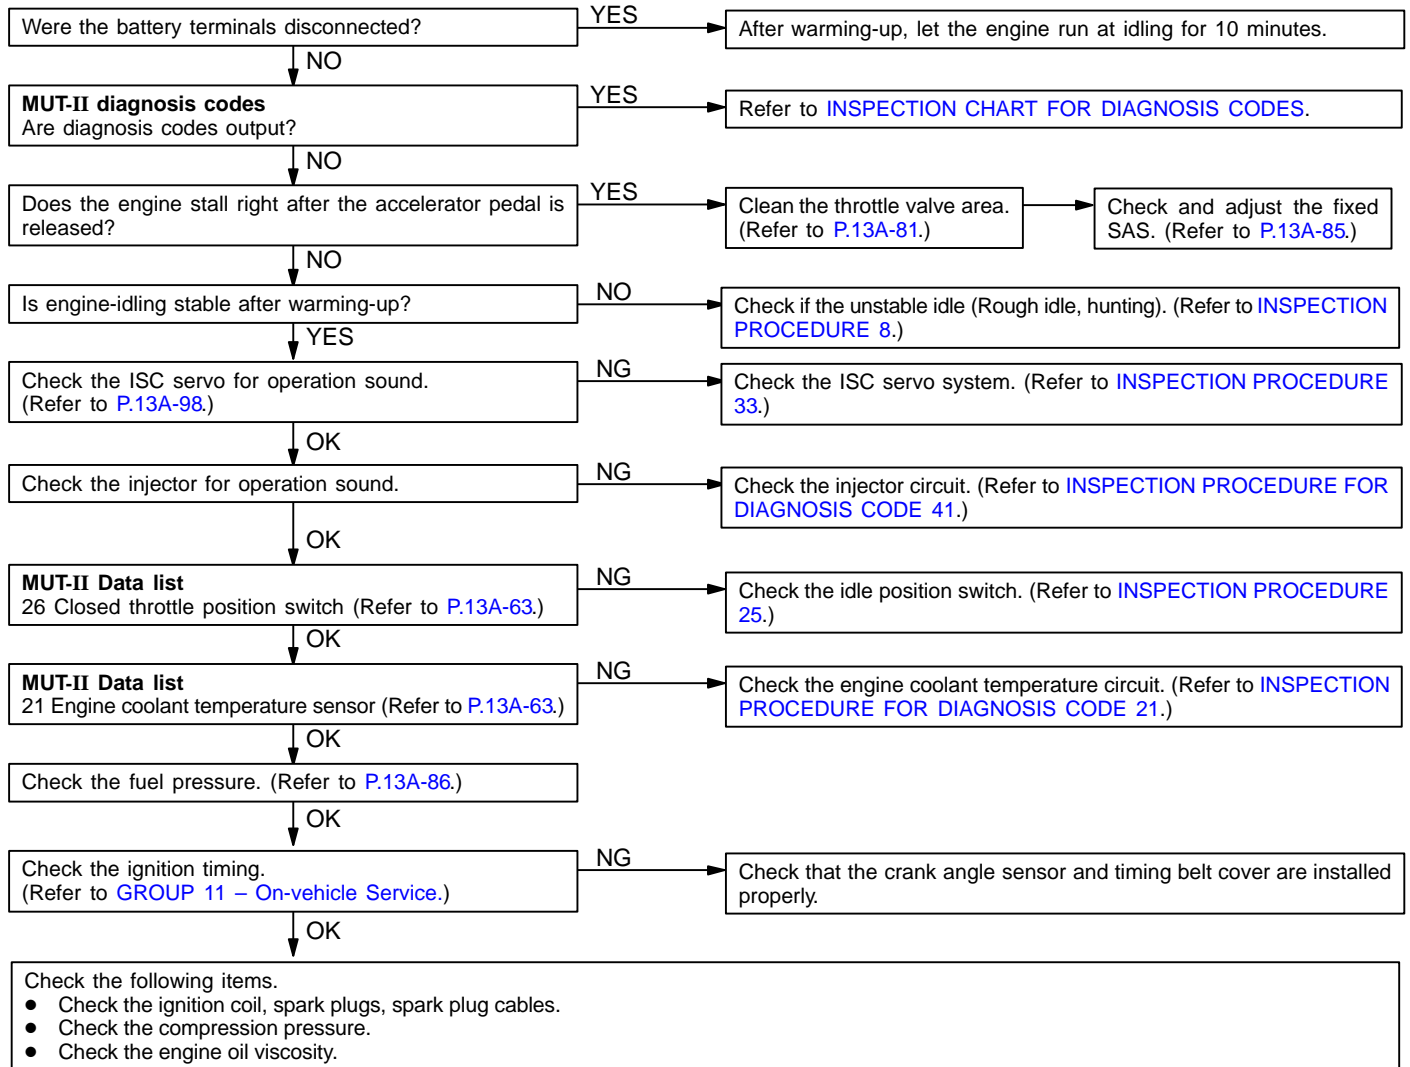 Were the battery terminals disconnected?
YES
After warming-up, let the engine run at idling for 10 minutes.
NO
MUT-II diagnosis codes
Are diagnosis codes output?
YES
Refer to INSPECTION CHART FOR DIAGNOSIS CODES.
NO
Does the engine stall right after the accelerator pedal is
released?
YES
Clean the throttle valve area.
(Refer to P.13A-81.)
Check and adjust the fixed
SAS. (Refer to P.13A-85.)
NO
Is engine-idling stable after warming-up?
NO
Check if the unstable idle (Rough idle, hunting). (Refer to INSPECTION
PROCEDURE 8.)
YES
Check the ISC servo for operation sound.
(Refer to P.13A-98.)
NG
Check the ISC servo system. (Refer to INSPECTION PROCEDURE
33.)
OK
Check the injector for operation sound.
NG
Check the injector circuit. (Refer to INSPECTION PROCEDURE FOR
DIAGNOSIS CODE 41.)
OK
MUT-II Data list
26 Closed throttle position switch (Refer to P.13A-63.)
NG
Check the idle position switch. (Refer to INSPECTION PROCEDURE
25.)
OK
MUT-II Data list
21 Engine coolant temperature sensor (Refer to P.13A-63.)
NG
Check the engine coolant temperature circuit. (Refer to INSPECTION
PROCEDURE FOR DIAGNOSIS CODE 21.)
OK
Check the fuel pressure. (Refer to P.13A-86.)
OK
Check the ignition timing.
(Refer to GROUP 11 – On-vehicle Service.)
NG
Check that the crank angle sensor and timing belt cover are installed
properly.
OK
Check the following items.
● Check the ignition coil, spark plugs, spark plug cables.
● Check the compression pressure.
● Check the engine oil viscosity.